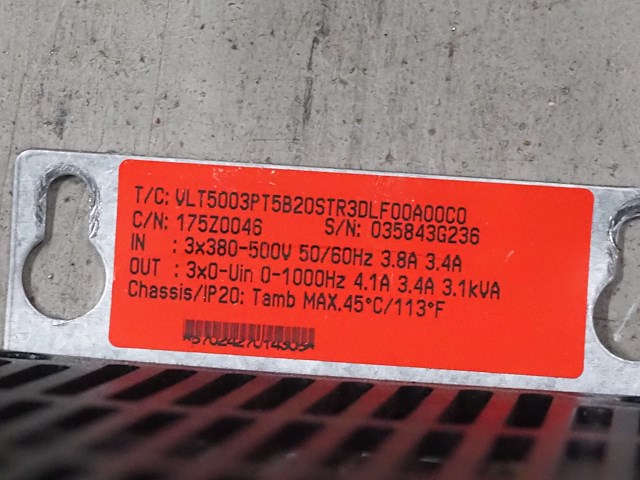 T/C: VLT5003PT5B20STR3DLF00A00C0
C/N: 175Z0046 S/N: 035843G236
IN : 3x380-500V 50/60Hz 3.8A 3.4A
OUT : 3x0-Uin 0-1000Hz 4.1A 3.4A 3.1kVA
Chassis/IP20: Tamb MAX.45°C/113°F